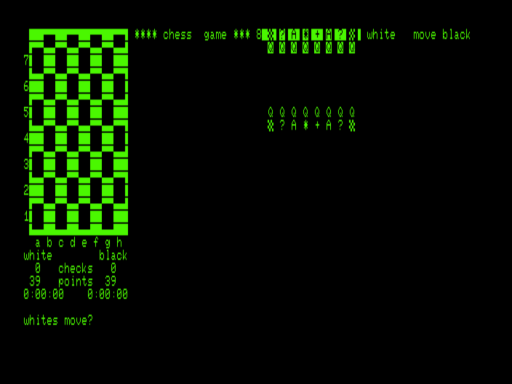 **** chess game *** 8 ? A * + A ? white move black
Q Q Q Q Q Q Q Q
7
6
5 Q Q Q Q Q Q Q Q
4 ? A * + A ?
3
2
1
a b c d e f g h
white black
0 checks 0
39 points 39
0:00:00 0:00:00
whites move?